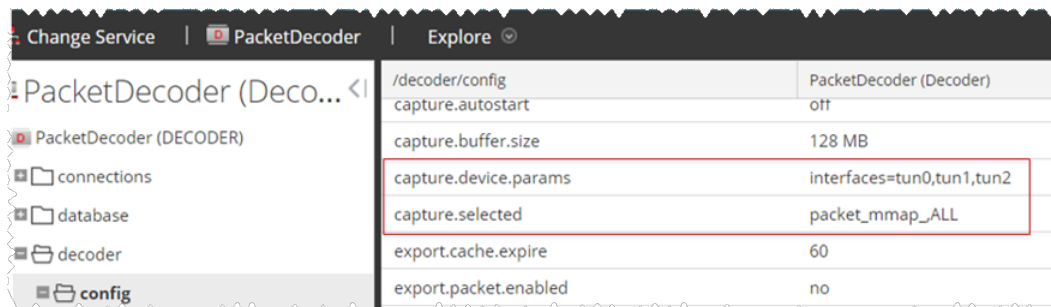 Change Service | D PacketDecoder | Explore
PacketDecoder (Deco...
D PacketDecoder (DECODER)
connections
database
decoder
config
/decoder/config PacketDecoder (Decoder)
capture.autostart off
capture.buffer.size 128 MB
capture.device.params interfaces=tun0,tun1,tun2
capture.selected packet_mmap_,ALL
export.cache.expire 60
export.packet.enabled no